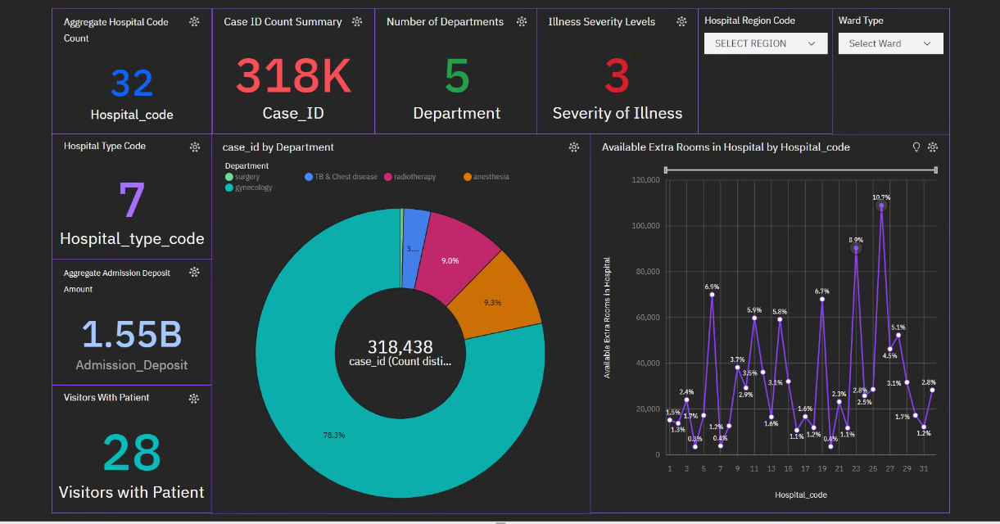 Aggregate Hospital Code
Count
32
Hospital_code
Case ID Count Summary
318K
Case_ID
Number of Departments
5
Department
Illness Severity Levels
3
Severity of Illness
Hospital Region Code
SELECT REGION
Ward Type
Select Ward
Hospital Type Code
7
Hospital_type_code
Aggregate Admission Deposit
Amount
1.55B
Admission_Deposit
Visitors With Patient
28
Visitors with Patient
case_id by Department
Department
surgery
TB & Chest disease
radiotherapy
anesthesia
gynecology
3....
9.0%
9.3%
78.3%
318,438
case_id (Count disti...
Available Extra Rooms in Hospital by Hospital_code
Available Extra Rooms in Hospital
120,000
100,000
80,000
60,000
40,000
20,000
0
1.5%
1.3%
2.4%
0.3%
1.7%
6.9%
0.4%
1.2%
3.7%
2.9%
5.9%
3.5%
1.6%
5.8%
3.1%
1.1%
1.6%
1.2%
6.7%
0.4%
2.3%
1.1%
8.9%
2.5%
2.8%
10.7%
4.5%
5.1%
3.1%
1.7%
1.2%
2.8%
1 3 5 7 9 11 13 15 17 19 21 23 25 27 29 31
Hospital_code